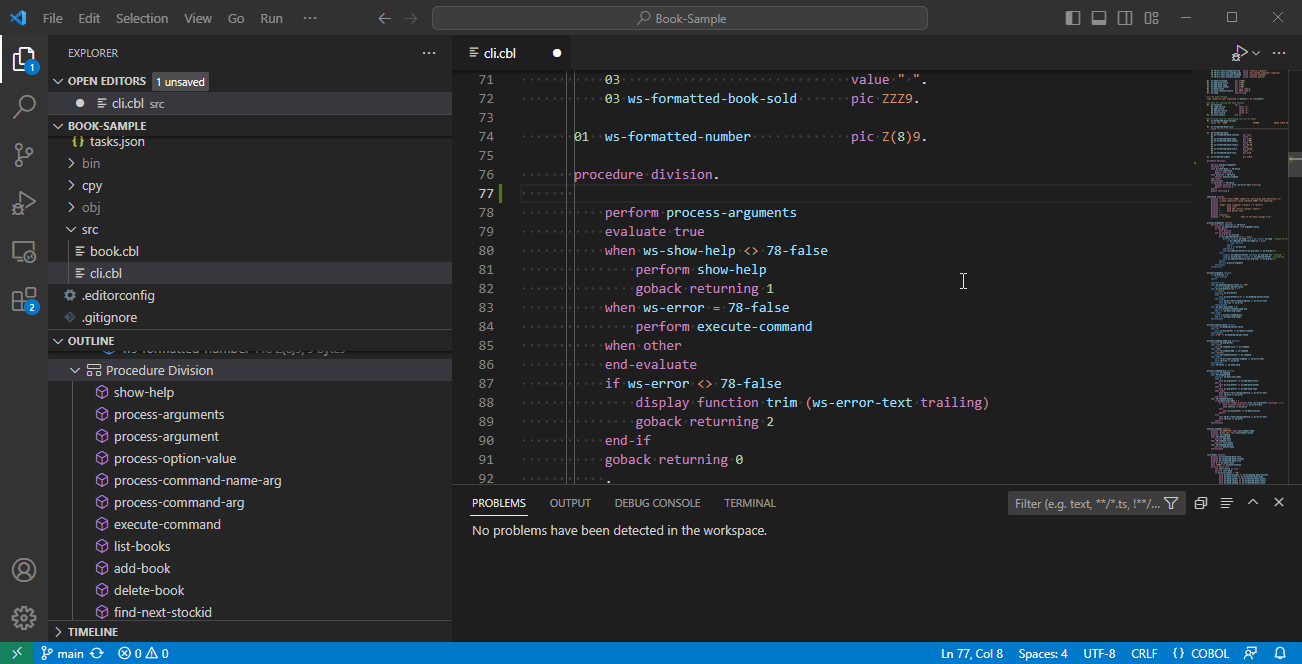 File Edit Selection View Go Run ···
Book-Sample
EXPLORER
OPEN EDITORS 1 unsaved
cli.cbl src
BOOK-SAMPLE
{} tasks.json
bin
cpy
obj
src
book.cbl
cli.cbl
.editorconfig
.gitignore
OUTLINE
Procedure Division
show-help
process-arguments
process-argument
process-option-value
process-command-name-arg
process-command-arg
execute-command
list-books
add-book
delete-book
find-next-stockid
TIMELINE
1
2
cli.cbl
71 03 value " ".
72 03 ws-formatted-book-sold pic ZZZ9.
73
74 01 ws-formatted-number pic Z(8)9.
75
76 procedure division.
77
78 perform process-arguments
79 evaluate true
80 when ws-show-help <> 78-false
81 perform show-help
82 goback returning 1
83 when ws-error = 78-false
84 perform execute-command
85 when other
86 end-evaluate
87 if ws-error <> 78-false
88 display function trim (ws-error-text trailing)
89 goback returning 2
90 end-if
91 goback returning 0
92 .
PROBLEMS OUTPUT DEBUG CONSOLE TERMINAL
Filter (e.g. text, **/*.ts, !**/...
No problems have been detected in the workspace.
main 0 0
Ln 77, Col 8 Spaces: 4 UTF-8 CRLF {} COBOL